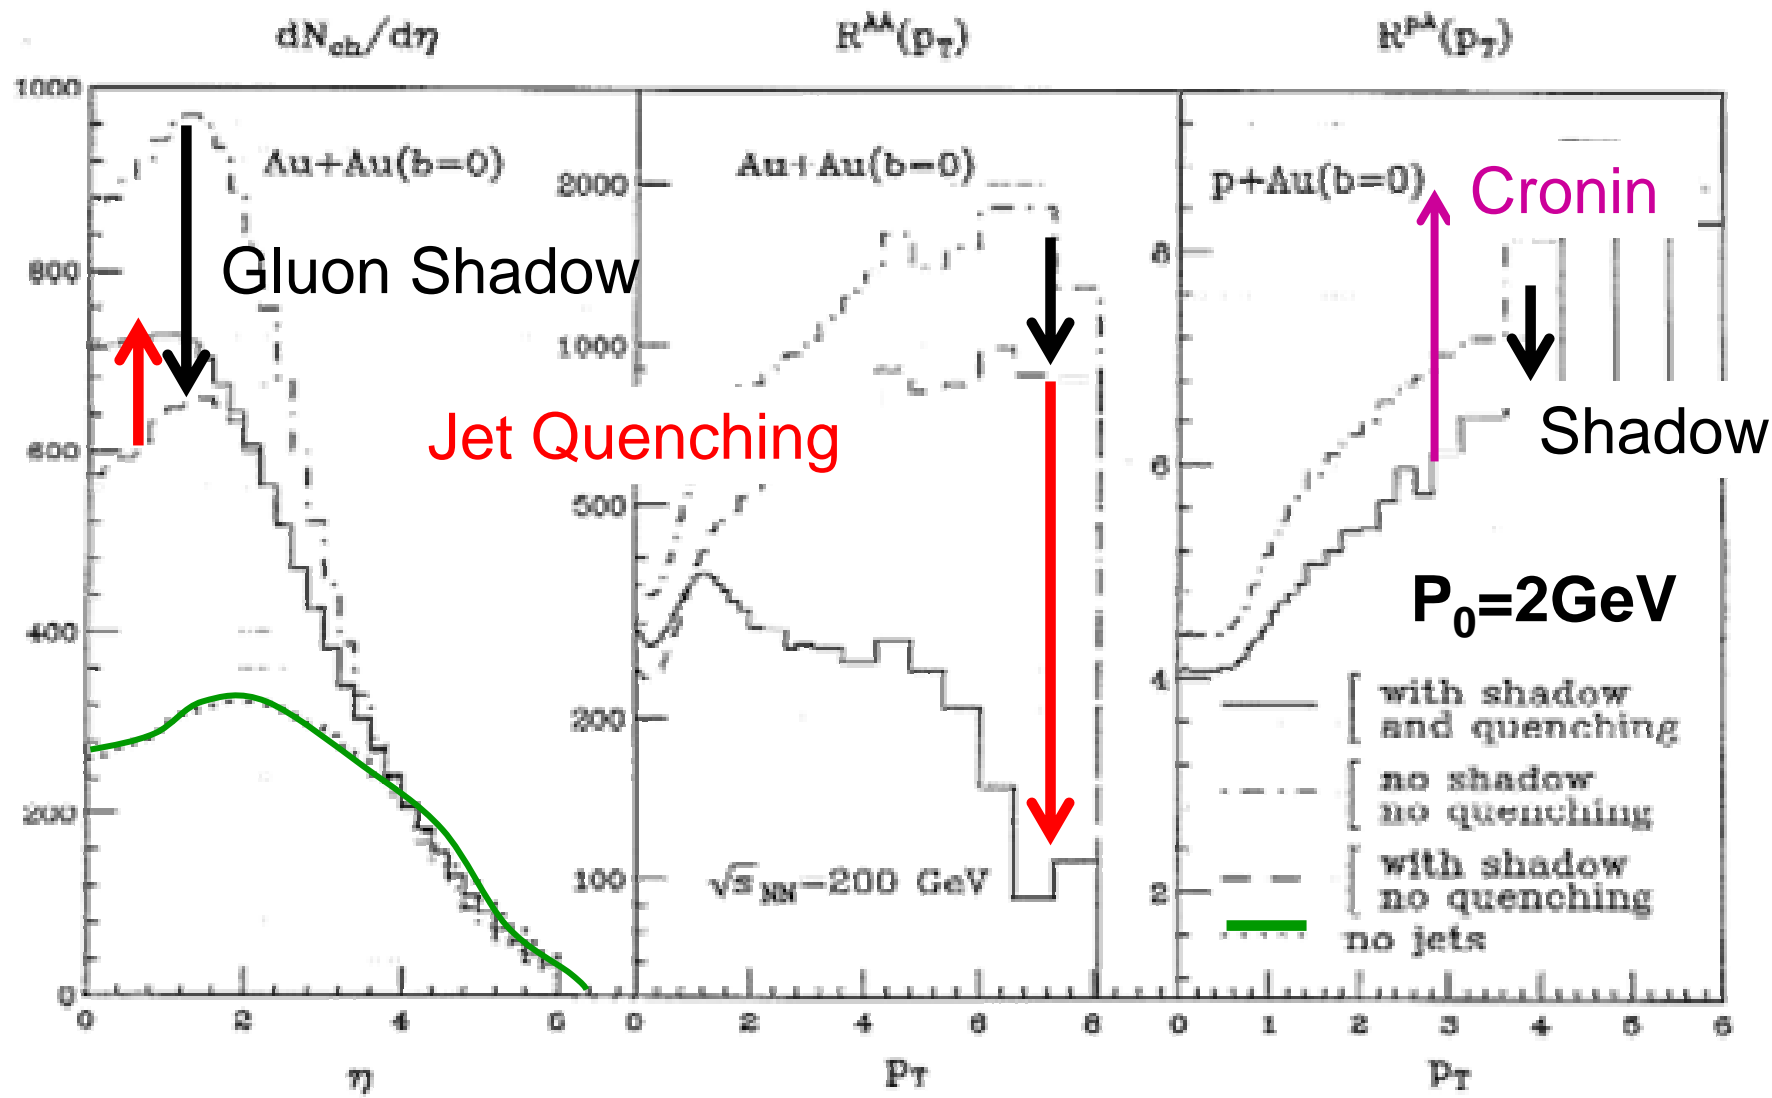 dN_ch/dη
R^AA(p_T)
R^pA(p_T)
Au+Au(b=0)
Au+Au(b=0)
p+Au(b=0)
Cronin
Gluon Shadow
Jet Quenching
Shadow
P₀=2GeV
with shadow
and quenching
no shadow
no quenching
with shadow
no quenching
no jets
√s_NN=200 GeV
1000
800
600
400
200
0
2000
1000
500
200
100
8
6
4
2
0 2 4 6
0 2 4 6 8
0 1 2 3 4 5 6
η
p_T
p_T